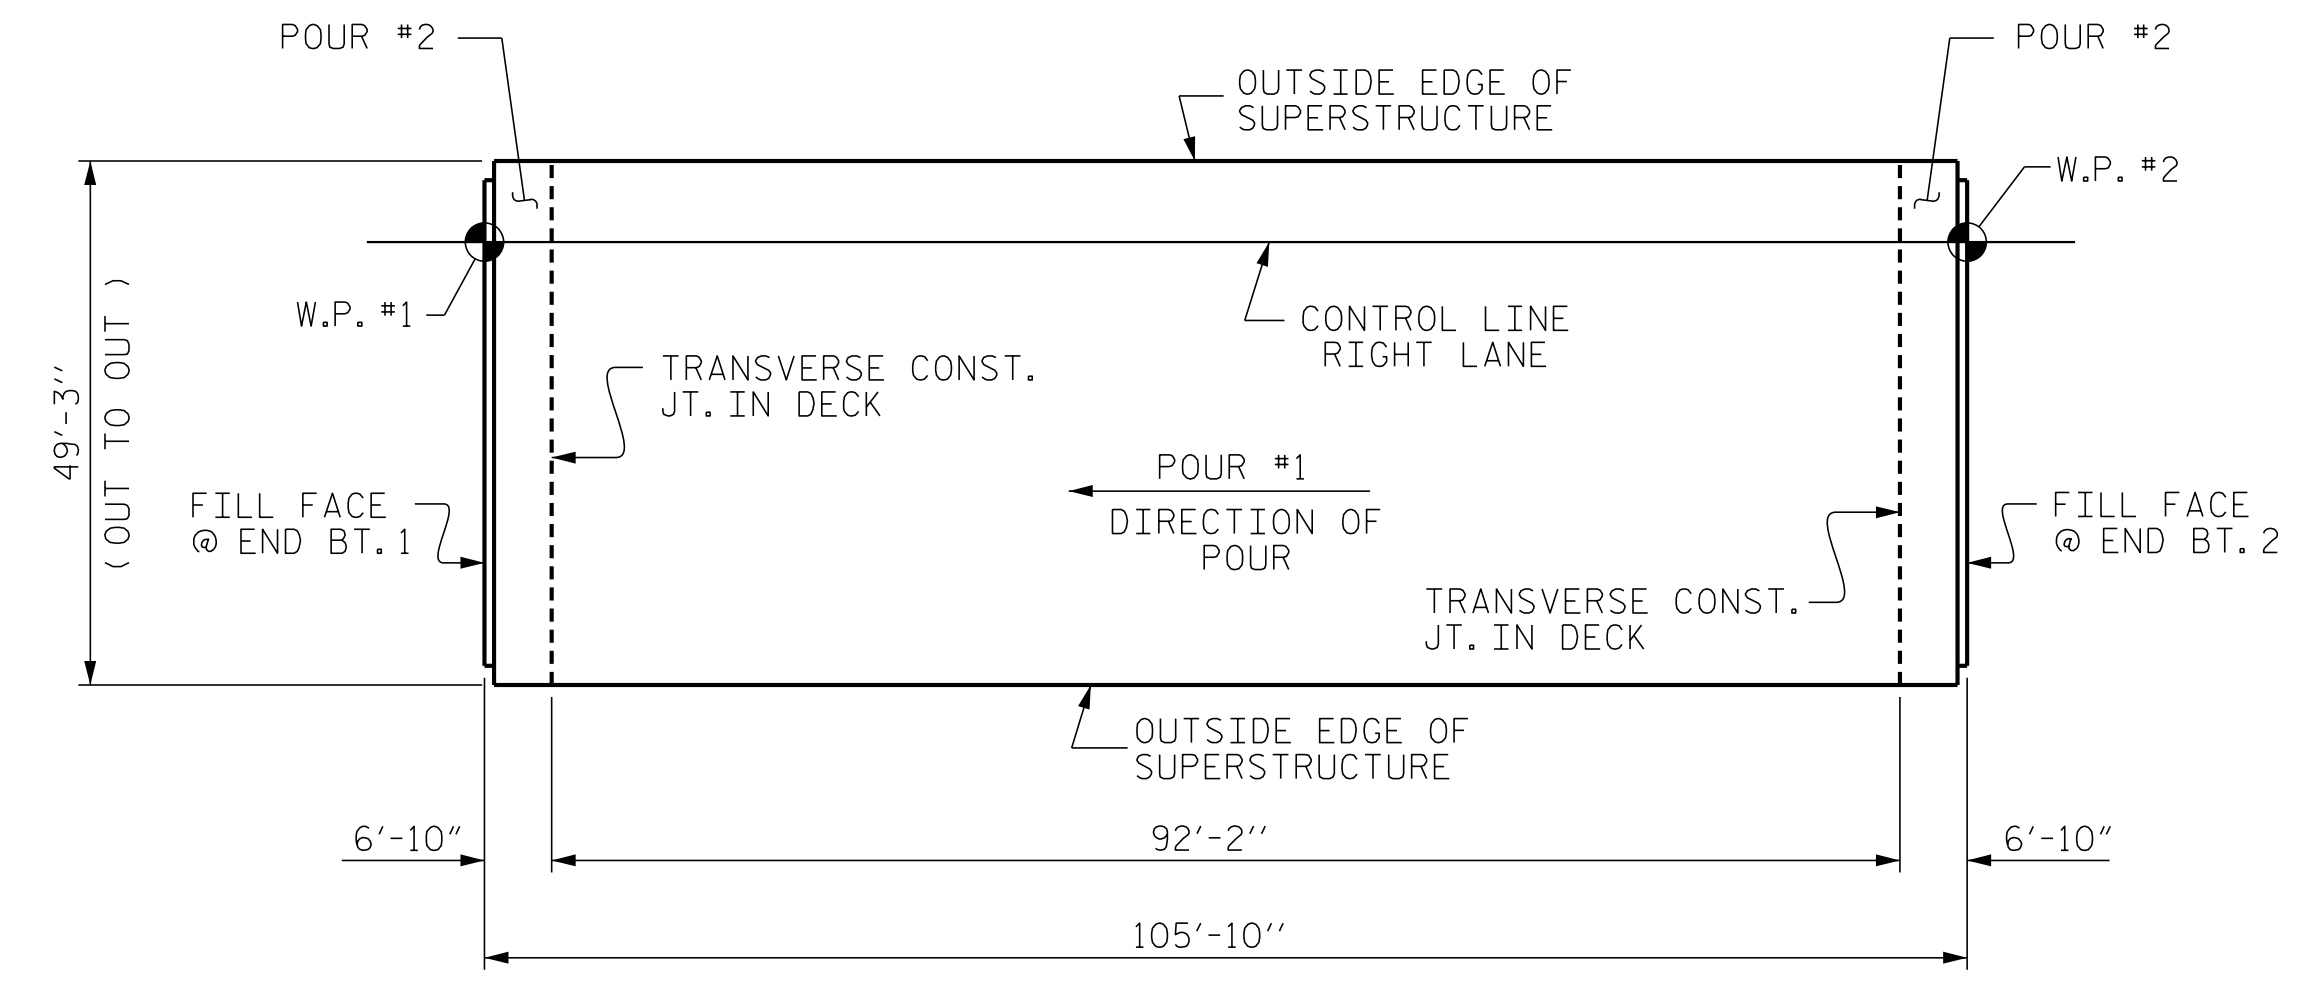 POUR #2
POUR #2
OUTSIDE EDGE OF
SUPERSTRUCTURE
W.P. #2
W.P. #1
CONTROL LINE
RIGHT LANE
TRANSVERSE CONST.
JT. IN DECK
49'-3''
( OUT TO OUT )
POUR #1
DIRECTION OF
POUR
FILL FACE
@ END BT. 1
FILL FACE
@ END BT. 2
TRANSVERSE CONST.
JT. IN DECK
OUTSIDE EDGE OF
SUPERSTRUCTURE
6'-10"
92'-2''
6'-10"
105'-10''